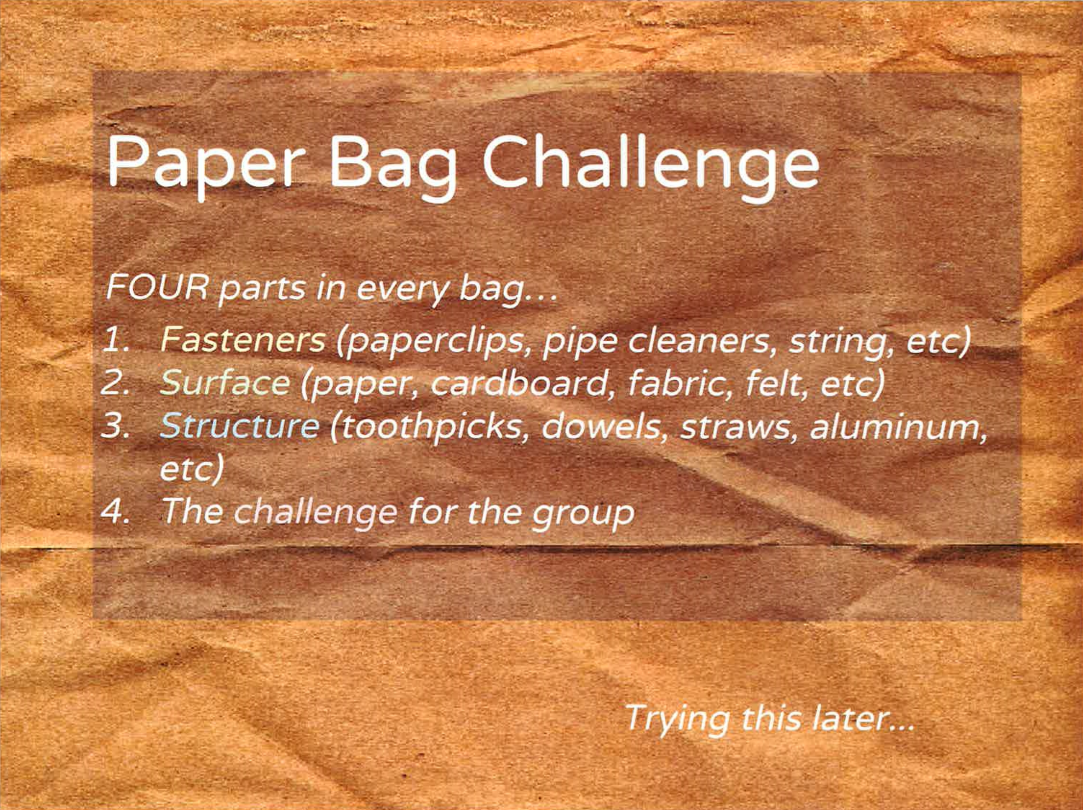 Paper Bag Challenge
FOUR parts in every bag...
1. Fasteners (paperclips, pipe cleaners, string, etc)
2. Surface (paper, cardboard, fabric, felt, etc)
3. Structure (toothpicks, dowels, straws, aluminum,
etc)
4. The challenge for the group
Trying this later...